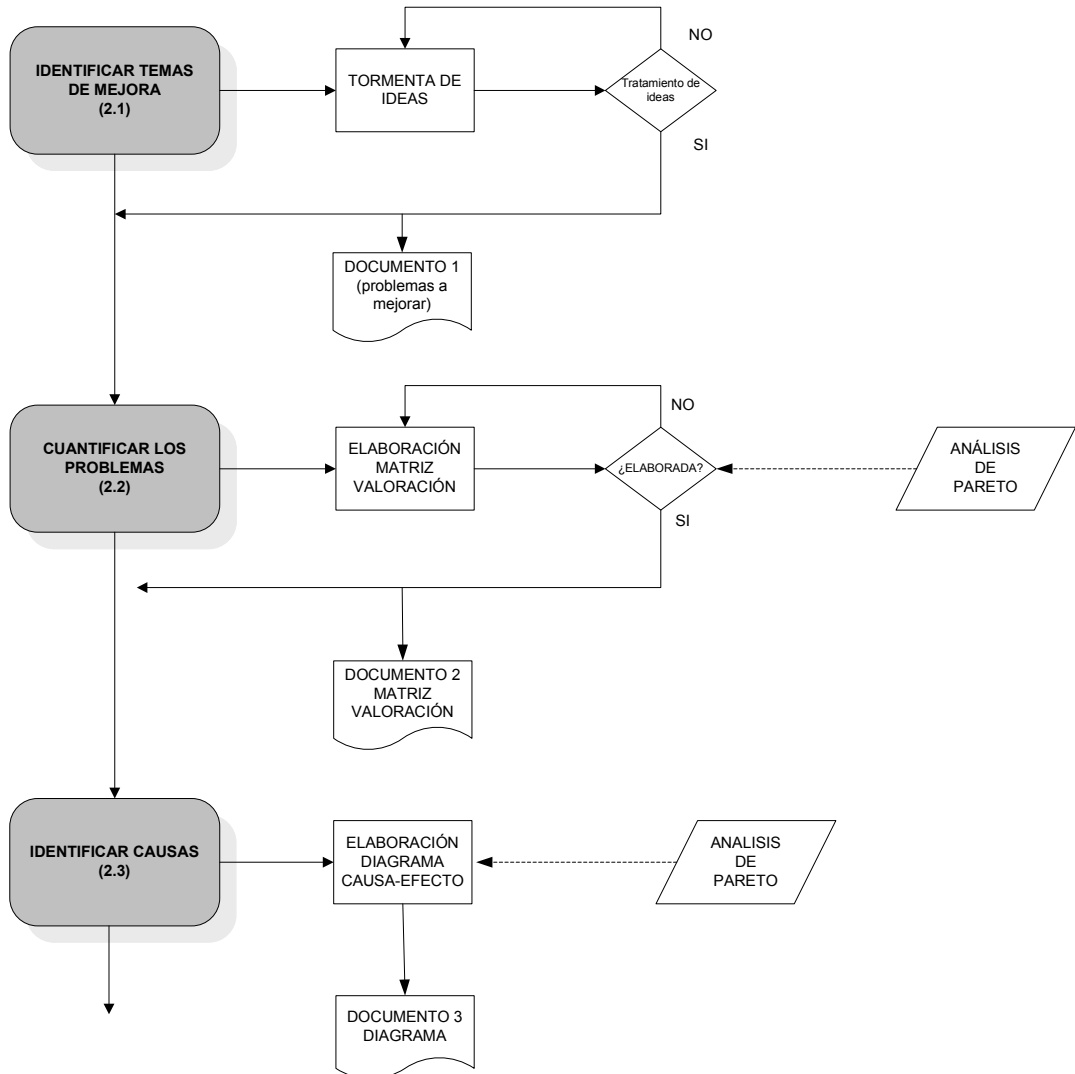 IDENTIFICAR TEMAS
DE MEJORA
(2.1)
TORMENTA DE
IDEAS
Tratamiento de
ideas
NO
SI
DOCUMENTO 1
(problemas a
mejorar)
CUANTIFICAR LOS
PROBLEMAS
(2.2)
ELABORACIÓN
MATRIZ
VALORACIÓN
¿ELABORADA?
NO
SI
ANÁLISIS
DE
PARETO
DOCUMENTO 2
MATRIZ
VALORACIÓN
IDENTIFICAR CAUSAS
(2.3)
ELABORACIÓN
DIAGRAMA
CAUSA-EFECTO
ANALISIS
DE
PARETO
DOCUMENTO 3
DIAGRAMA